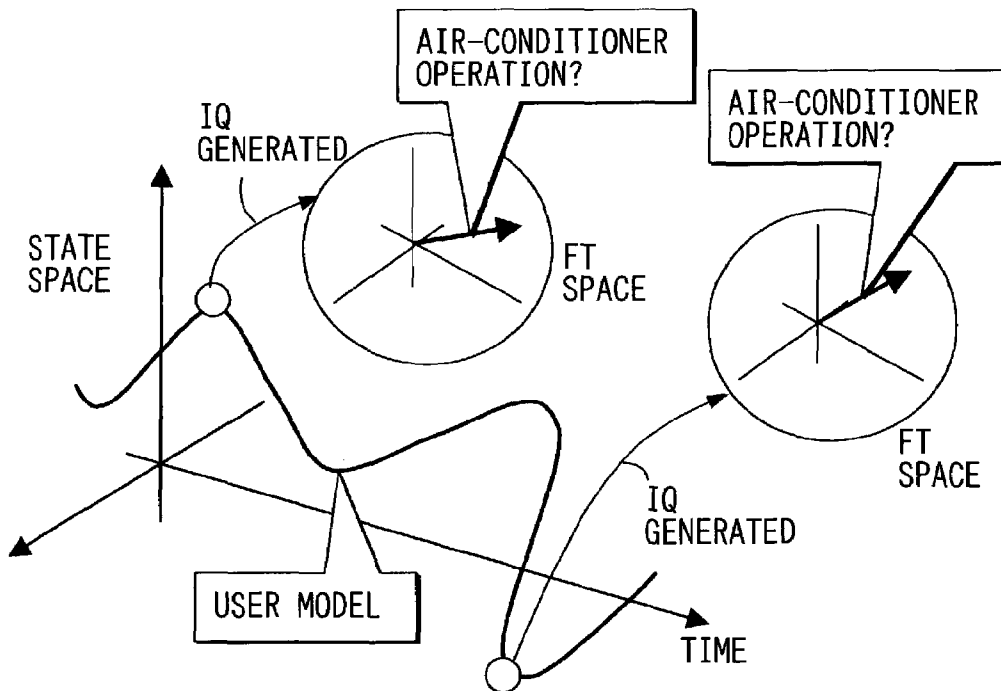 AIR-CONDITIONER
OPERATION?
IQ
GENERATED
AIR-CONDITIONER
OPERATION?
STATE
SPACE
FT
SPACE
FT
SPACE
IQ
GENERATED
USER MODEL
TIME